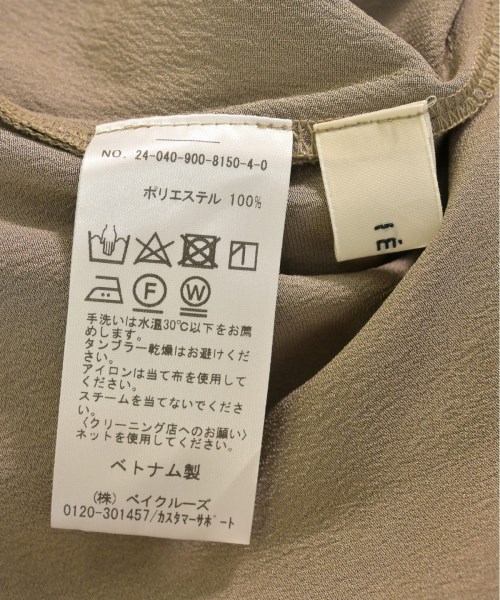 NO. 24-040-900-8150-4-0
ポリエステル 100%
F
W
手洗いは水温30℃以下をお薦
めします。
タンブラー乾燥はお避けくだ
さい。
アイロンは当て布を使用して
ください。
スチームを当てないでくださ
い。
〈クリーニング店へのお願い〉
ネットを使用してください。
ベトナム製
(株) ベイクルーズ
0120-301457/カスタマーサポート